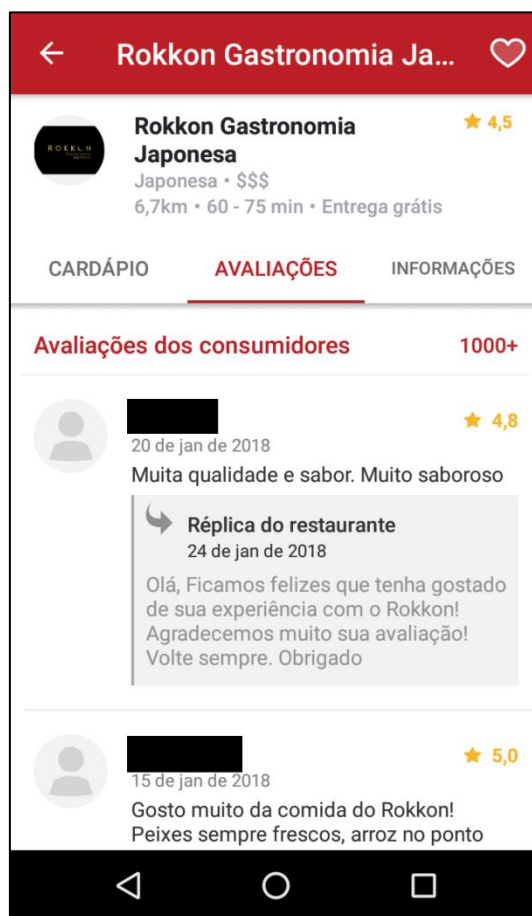 Rokkon Gastronomia Ja...
ROKKON
Rokkon Gastronomia
Japonesa
4,5
Japonesa • $$$
6,7km • 60 - 75 min • Entrega grátis
CARDÁPIO AVALIAÇÕES INFORMAÇÕES
Avaliações dos consumidores 1000+
4,8
20 de jan de 2018
Muita qualidade e sabor. Muito saboroso
Réplica do restaurante
24 de jan de 2018
Olá, Ficamos felizes que tenha gostado
de sua experiência com o Rokkon!
Agradecemos muito sua avaliação!
Volte sempre. Obrigado
5,0
15 de jan de 2018
Gosto muito da comida do Rokkon!
Peixes sempre frescos, arroz no ponto